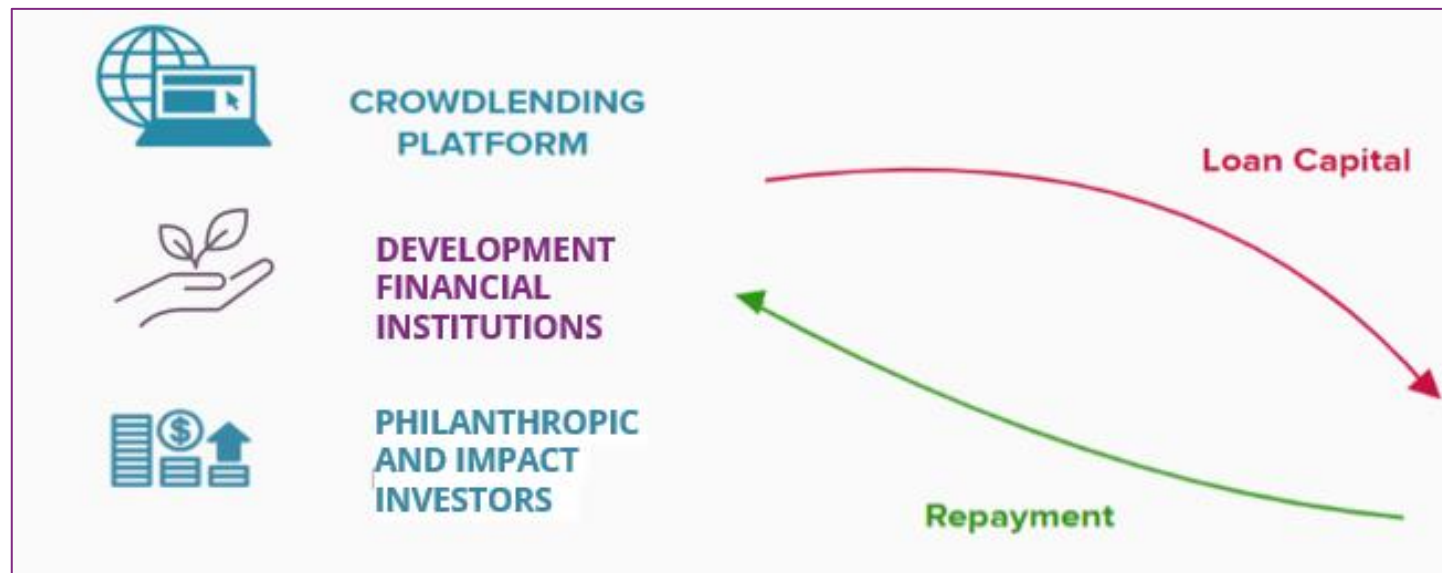 CROWDLENDING
PLATFORM
Loan Capital
DEVELOPMENT
FINANCIAL
INSTITUTIONS
$
PHILANTHROPIC
AND IMPACT
INVESTORS
Repayment